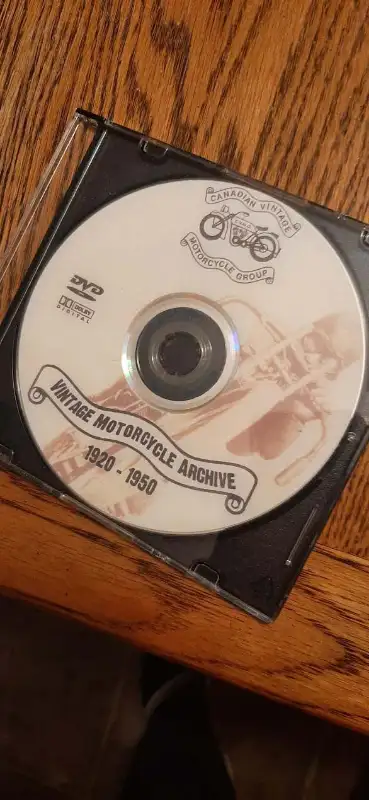 CANADIAN VINTAGE
MOTORCYCLE GROUP
DVD
DOLBY
DIGITAL
VINTAGE MOTORCYCLE ARCHIVE
1920 - 1950